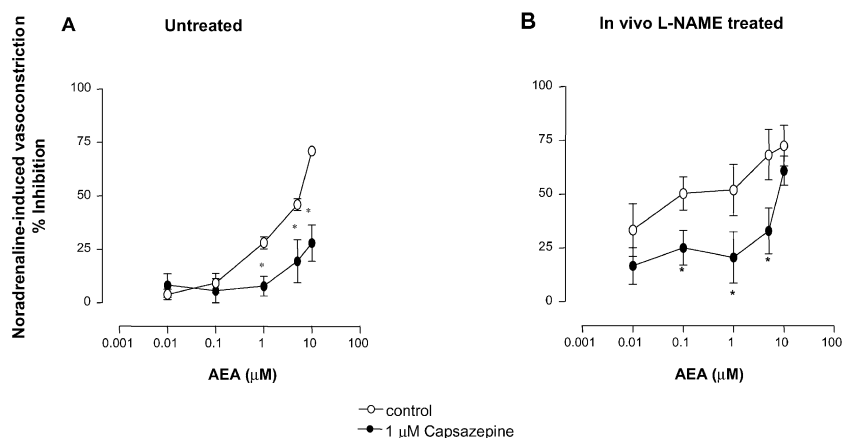 A
Untreated
B
In vivo L-NAME treated
Noradrenaline-induced vasoconstriction
% Inhibition
100
75
50
25
0
*
*
*
0.001 0.01 0.1 1 10 100
AEA (μM)
100
75
50
25
0
*
*
*
0.001 0.01 0.1 1 10 100
AEA (μM)
control
1 μM Capsazepine